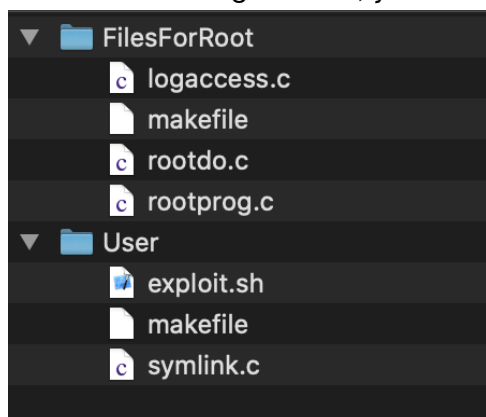 FilesForRoot
c logaccess.c
makefile
c rootdo.c
c rootprog.c
User
exploit.sh
makefile
c symlink.c